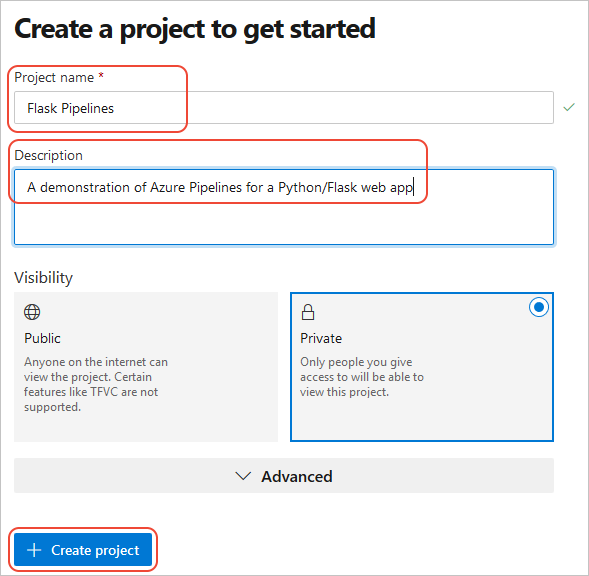 Create a project to get started
Project name *
Flask Pipelines
Description
A demonstration of Azure Pipelines for a Python/Flask web app
Visibility
Public
Anyone on the internet can
view the project. Certain
features like TFVC are not
supported.
Private
Only people you give
access to will be able to
view this project.
Advanced
Create project